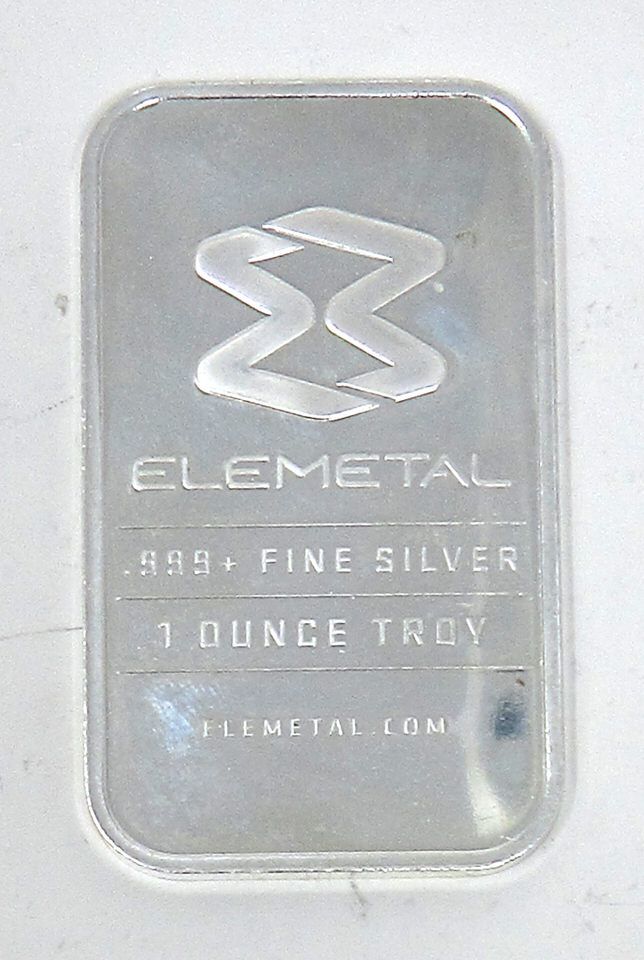 ELEMETAL
.999+ FINE SILVER
1 OUNCE TROY
ELEMETAL.COM